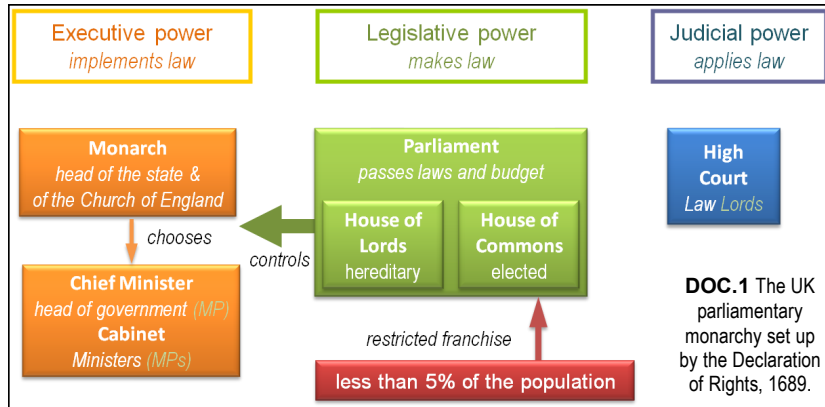 Executive power
implements law
Legislative power
makes law
Judicial power
applies law
Monarch
head of the state &
of the Church of England
chooses
Chief Minister
head of government (MP)
Cabinet
Ministers (MPs)
controls
Parliament
passes laws and budget
House of
Lords
hereditary
House of
Commons
elected
restricted franchise
less than 5% of the population
High
Court
Law Lords
DOC.1 The UK
parliamentary
monarchy set up
by the Declaration
of Rights, 1689.